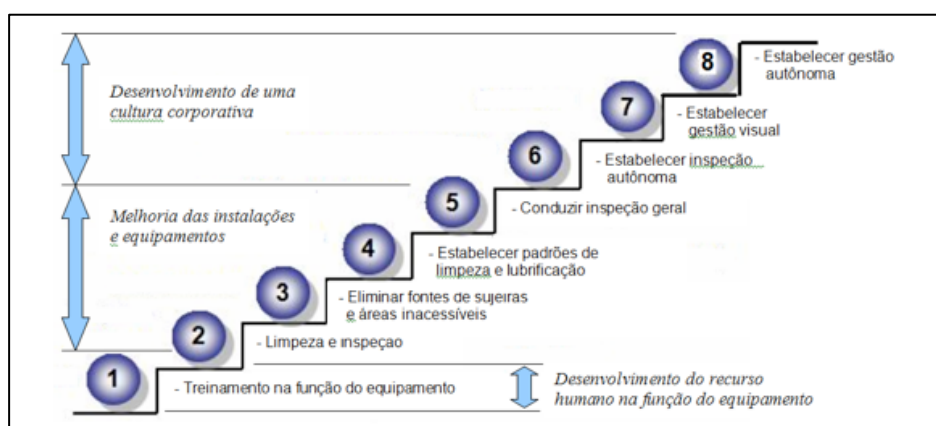 8
- Estabelecer gestão
autônoma
Desenvolvimento de uma
cultura corporativa
7
- Estabelecer
gestão visual
6
- Estabelecer inspeção
autônoma
5
- Conduzir inspeção geral
Melhoria das instalações
e equipamentos
4
- Estabelecer padrões de
limpeza e lubrificação
3
- Eliminar fontes de sujeiras
e áreas inacessíveis
2
- Limpeza e inspeçao
1
- Treinamento na função do equipamento
Desenvolvimento do recurso
humano na função do equipamento